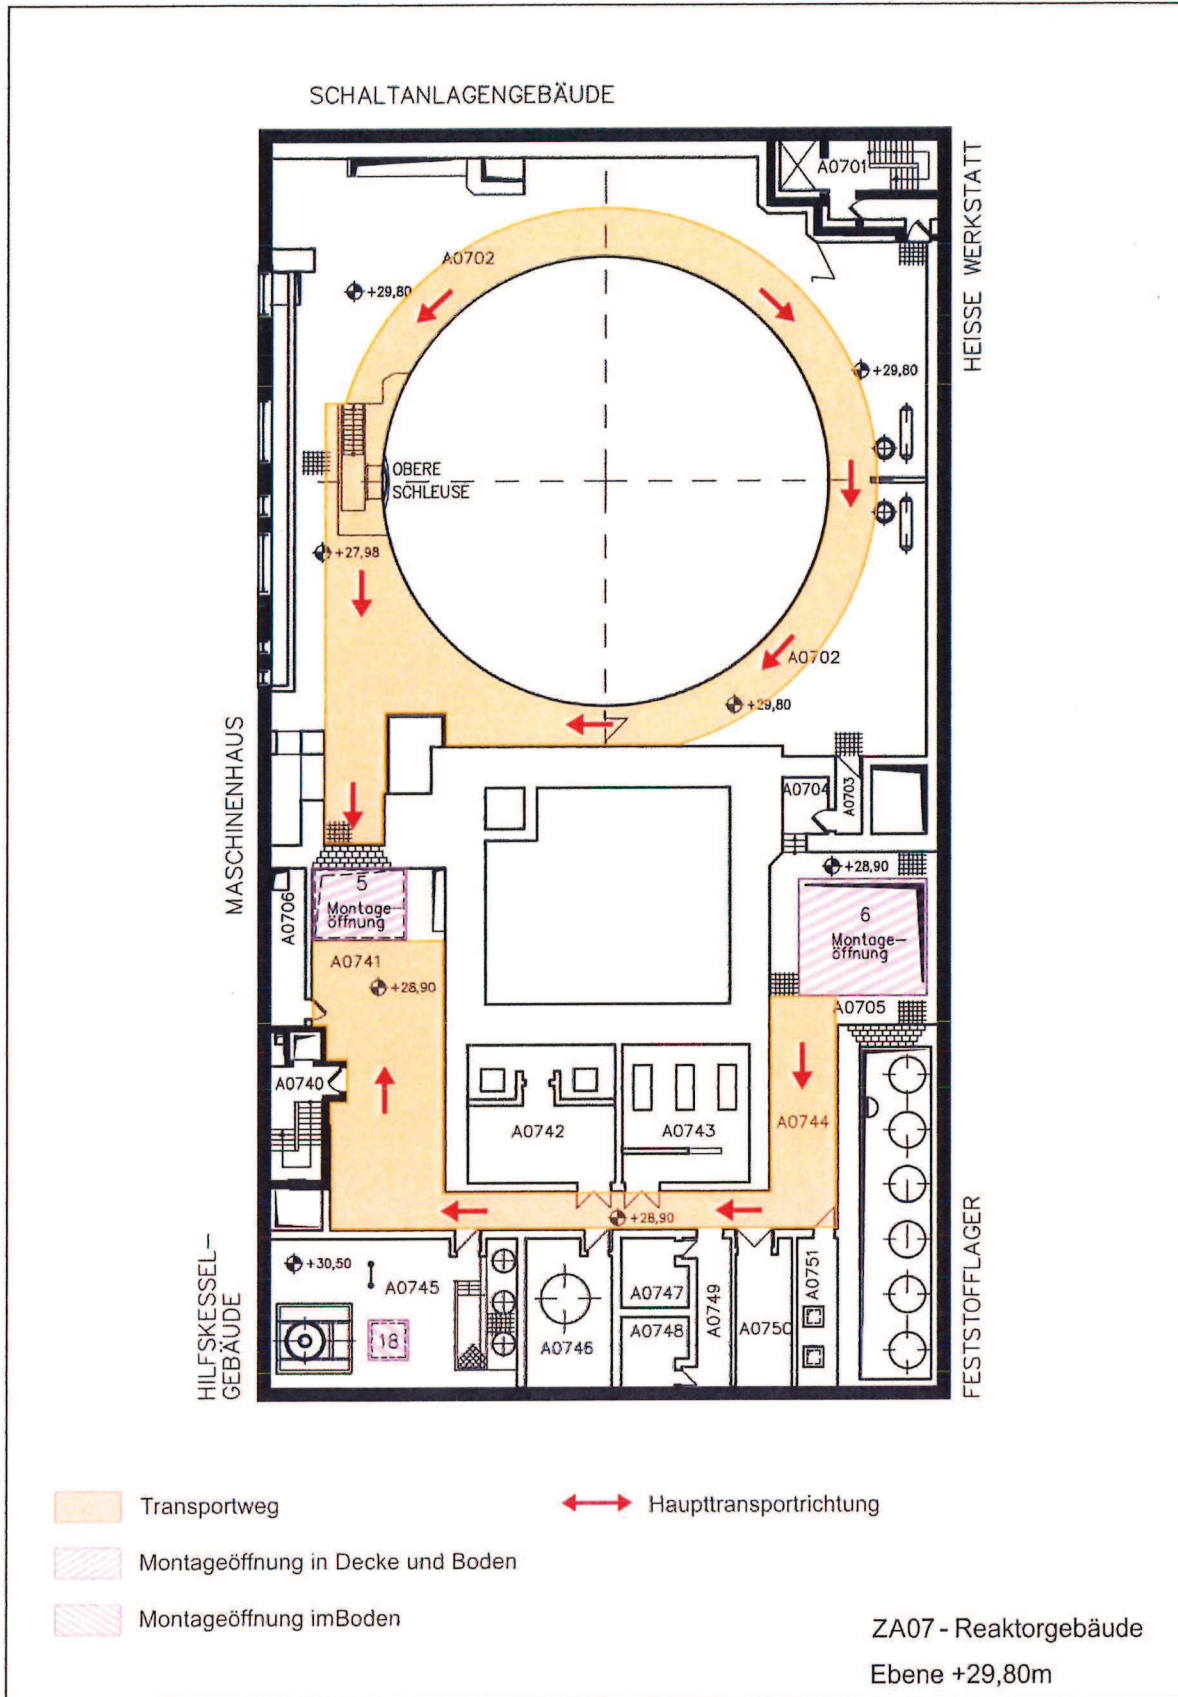 SCHALTANLAGENGEBÄUDE
A0701
HEISSE WERKSTATT
A0702
+29,80
+29,80
OBERE
SCHLEUSE
+27,98
A0702
+29,80
MASCHINENHAUS
A0704
A0703
+28,90
5
Montage-
öffnung
6
Montage-
öffnung
A0706
A0741
+28,90
A0705
A0740
A0742
A0743
A0744
+28,90
HILFSKESSEL-
GEBÄUDE
+30,50
A0745
18
A0746
A0747
A0748
A0749
A0750
A0751
FESTSTOFFLAGER
Transportweg
Haupttransportrichtung
Montageöffnung in Decke und Boden
Montageöffnung imBoden
ZA07 - Reaktorgebäude
Ebene +29,80m